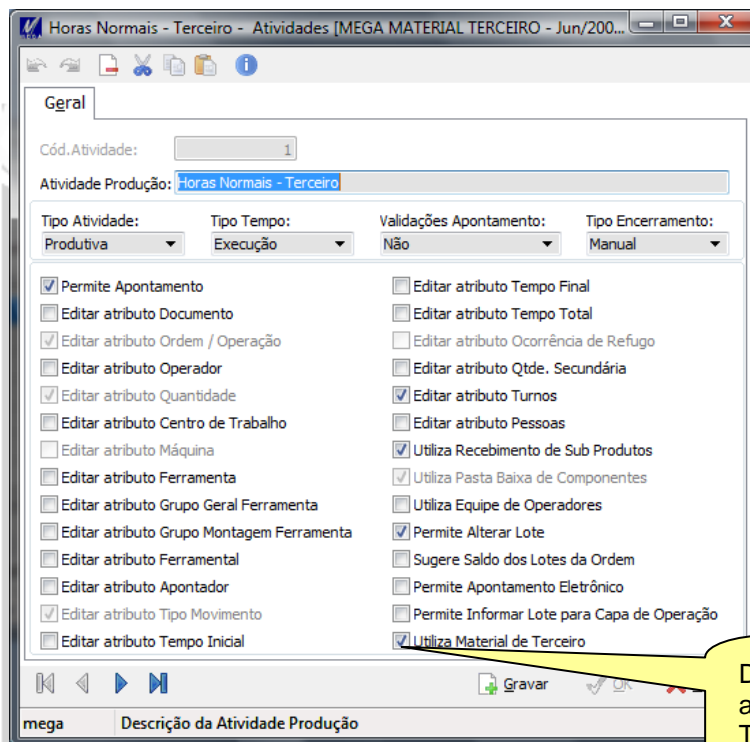 Horas Normais - Terceiro - Atividades [MEGA MATERIAL TERCEIRO - Jun/200...
MEGA
Geral
Cód.Atividade: 1
Atividade Produção: Horas Normais - Terceiro
Tipo Atividade: Tipo Tempo: Validações Apontamento: Tipo Encerramento:
Produtiva Execução Não Manual
Permite Apontamento Editar atributo Tempo Final
Editar atributo Documento Editar atributo Tempo Total
Editar atributo Ordem / Operação Editar atributo Ocorrência de Refugo
Editar atributo Operador Editar atributo Qtde. Secundária
Editar atributo Quantidade Editar atributo Turnos
Editar atributo Centro de Trabalho Editar atributo Pessoas
Editar atributo Máquina Utiliza Recebimento de Sub Produtos
Editar atributo Ferramenta Utiliza Pasta Baixa de Componentes
Editar atributo Grupo Geral Ferramenta Utiliza Equipe de Operadores
Editar atributo Grupo Montagem Ferramenta Permite Alterar Lote
Editar atributo Ferramental Sugere Saldo dos Lotes da Ordem
Editar atributo Apontador Permite Apontamento Eletrônico
Editar atributo Tipo Movimento Permite Informar Lote para Capa de Operação
Editar atributo Tempo Inicial Utiliza Material de Terceiro
Gravar OK
mega Descrição da Atividade Produção